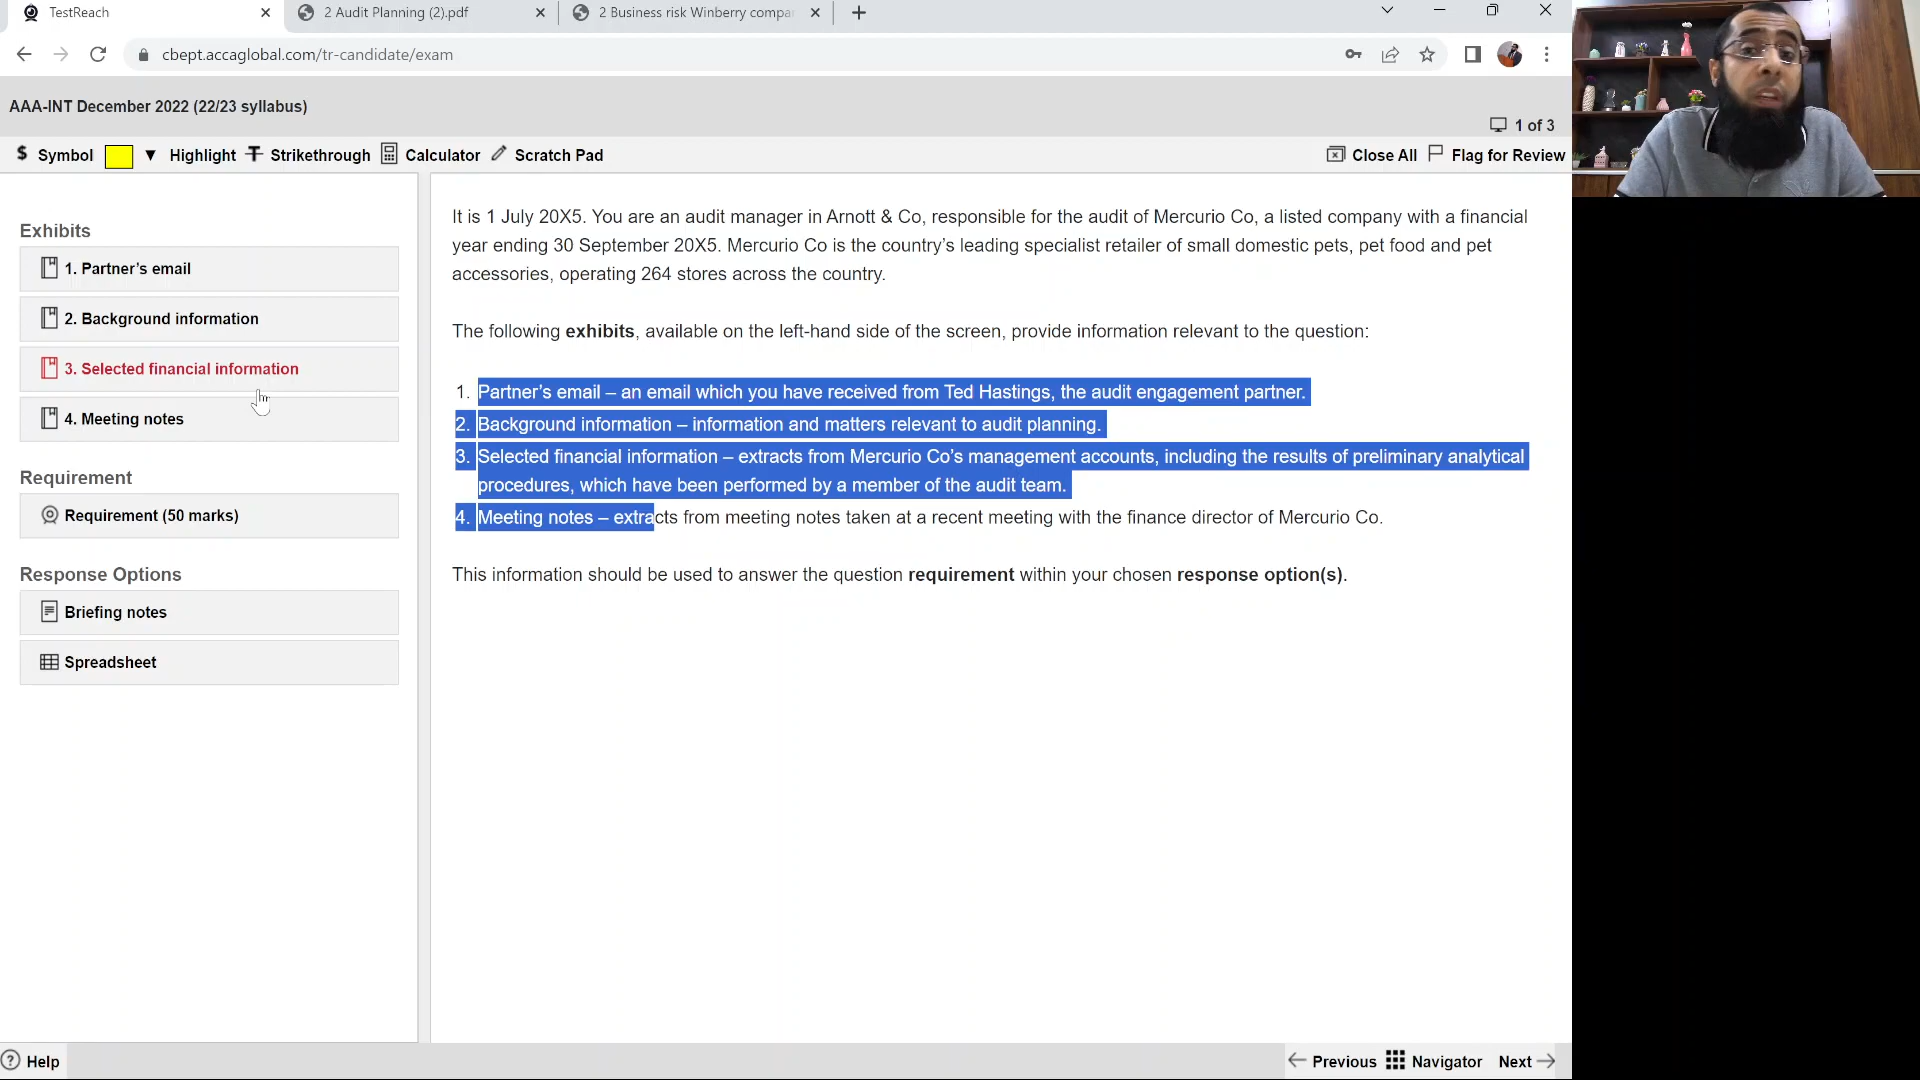 TestReach
2 Audit Planning (2).pdf
2 Business risk Winberry compa
cbept.accaglobal.com/tr-candidate/exam
AAA-INT December 2022 (22/23 syllabus)
1 of 3
$ Symbol Highlight Strikethrough Calculator Scratch Pad
Close All Flag for Review
Exhibits
1. Partner’s email
2. Background information
3. Selected financial information
4. Meeting notes
Requirement
Requirement (50 marks)
Response Options
Briefing notes
Spreadsheet
It is 1 July 20X5. You are an audit manager in Arnott & Co, responsible for the audit of Mercurio Co, a listed company with a financial
year ending 30 September 20X5. Mercurio Co is the country’s leading specialist retailer of small domestic pets, pet food and pet
accessories, operating 264 stores across the country.
The following exhibits, available on the left-hand side of the screen, provide information relevant to the question:
1. Partner’s email – an email which you have received from Ted Hastings, the audit engagement partner.
2. Background information – information and matters relevant to audit planning.
3. Selected financial information – extracts from Mercurio Co’s management accounts, including the results of preliminary analytical
procedures, which have been performed by a member of the audit team.
4. Meeting notes – extracts from meeting notes taken at a recent meeting with the finance director of Mercurio Co.
This information should be used to answer the question requirement within your chosen response option(s).
Help
Previous Navigator Next